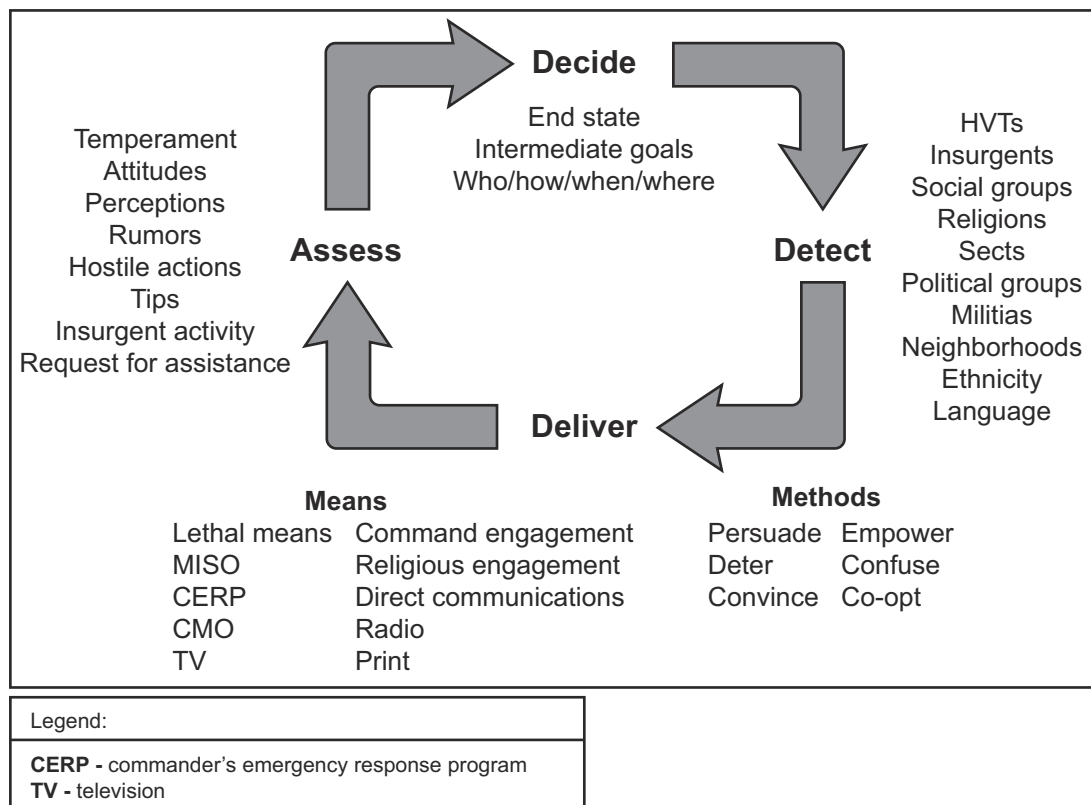 Decide
End state
Intermediate goals
Who/how/when/where
Temperament
Attitudes
Perceptions
Rumors
Hostile actions
Tips
Insurgent activity
Request for assistance
Assess
Detect
HVTs
Insurgents
Social groups
Religions
Sects
Political groups
Militias
Neighborhoods
Ethnicity
Language
Deliver
Means
Lethal means Command engagement
MISO Religious engagement
CERP Direct communications
CMO Radio
TV Print
Methods
Persuade Empower
Deter Confuse
Convince Co-opt
Legend:
CERP - commander’s emergency response program
TV - television